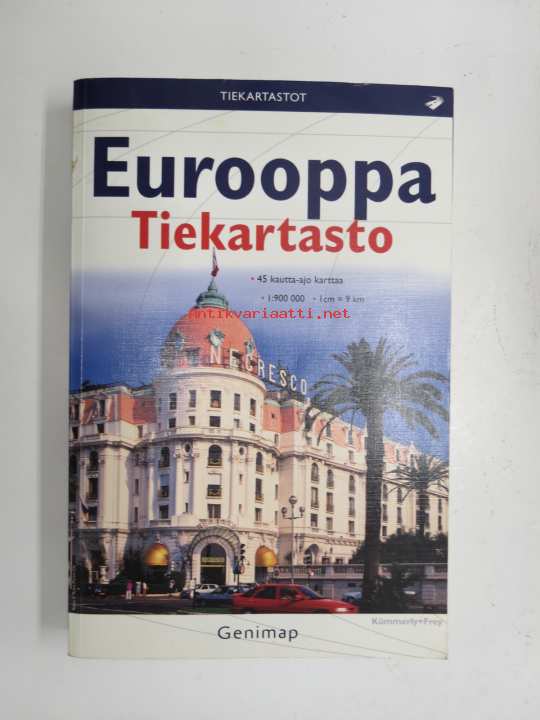 TIEKARTASTOT
Eurooppa
Tiekartasto
• 45 kautta-ajo karttaa
• 1:900 000 • 1cm = 9 km
antikvariaatti.net
NEGRESCO
Kümmerly+Frey
Genimap